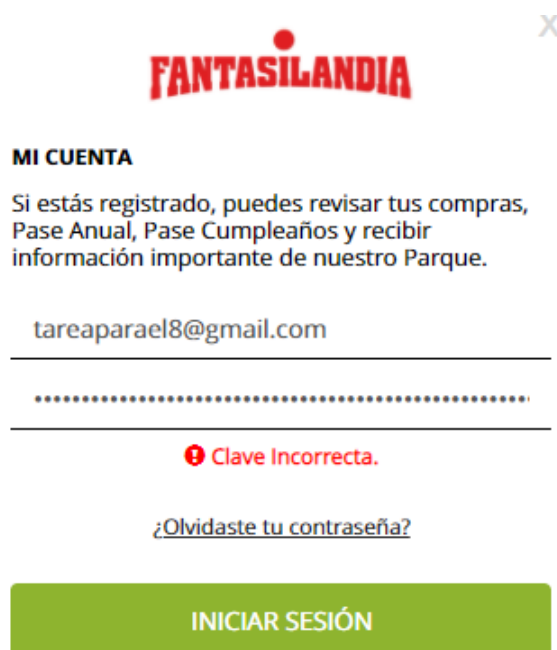 X
FANTASILANDIA
MI CUENTA
Si estás registrado, puedes revisar tus compras,
Pase Anual, Pase Cumpleaños y recibir
información importante de nuestro Parque.
tareaparael8@gmail.com
Clave Incorrecta.
¿Olvidaste tu contraseña?
INICIAR SESIÓN